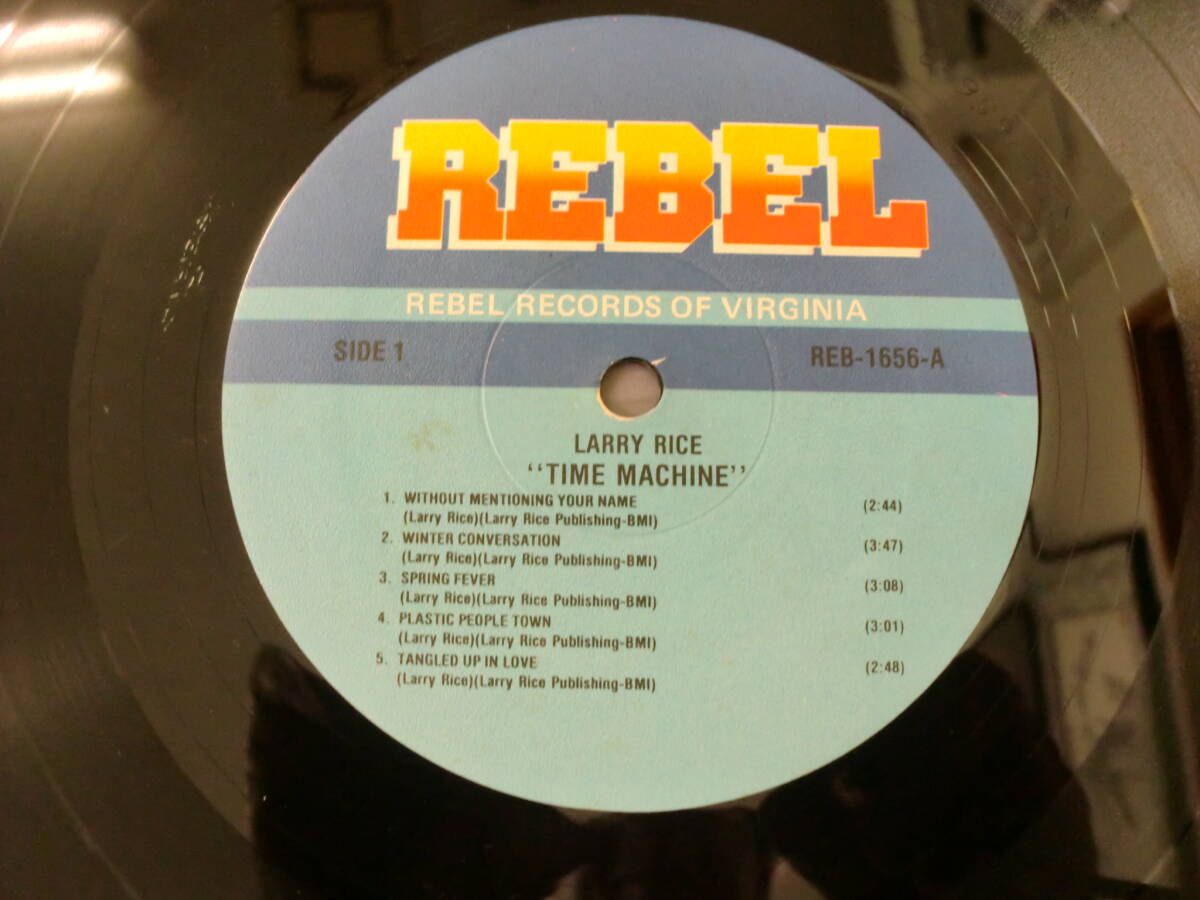 REBEL
REBEL RECORDS OF VIRGINIA
SIDE 1 REB-1656-A
LARRY RICE
"TIME MACHINE"
1. WITHOUT MENTIONING YOUR NAME (2:44)
(Larry Rice)(Larry Rice Publishing-BMI)
2. WINTER CONVERSATION (3:47)
(Larry Rice)(Larry Rice Publishing-BMI)
3. SPRING FEVER (3:08)
(Larry Rice)(Larry Rice Publishing-BMI)
4. PLASTIC PEOPLE TOWN (3:01)
(Larry Rice)(Larry Rice Publishing-BMI)
5. TANGLED UP IN LOVE (2:48)
(Larry Rice)(Larry Rice Publishing-BMI)